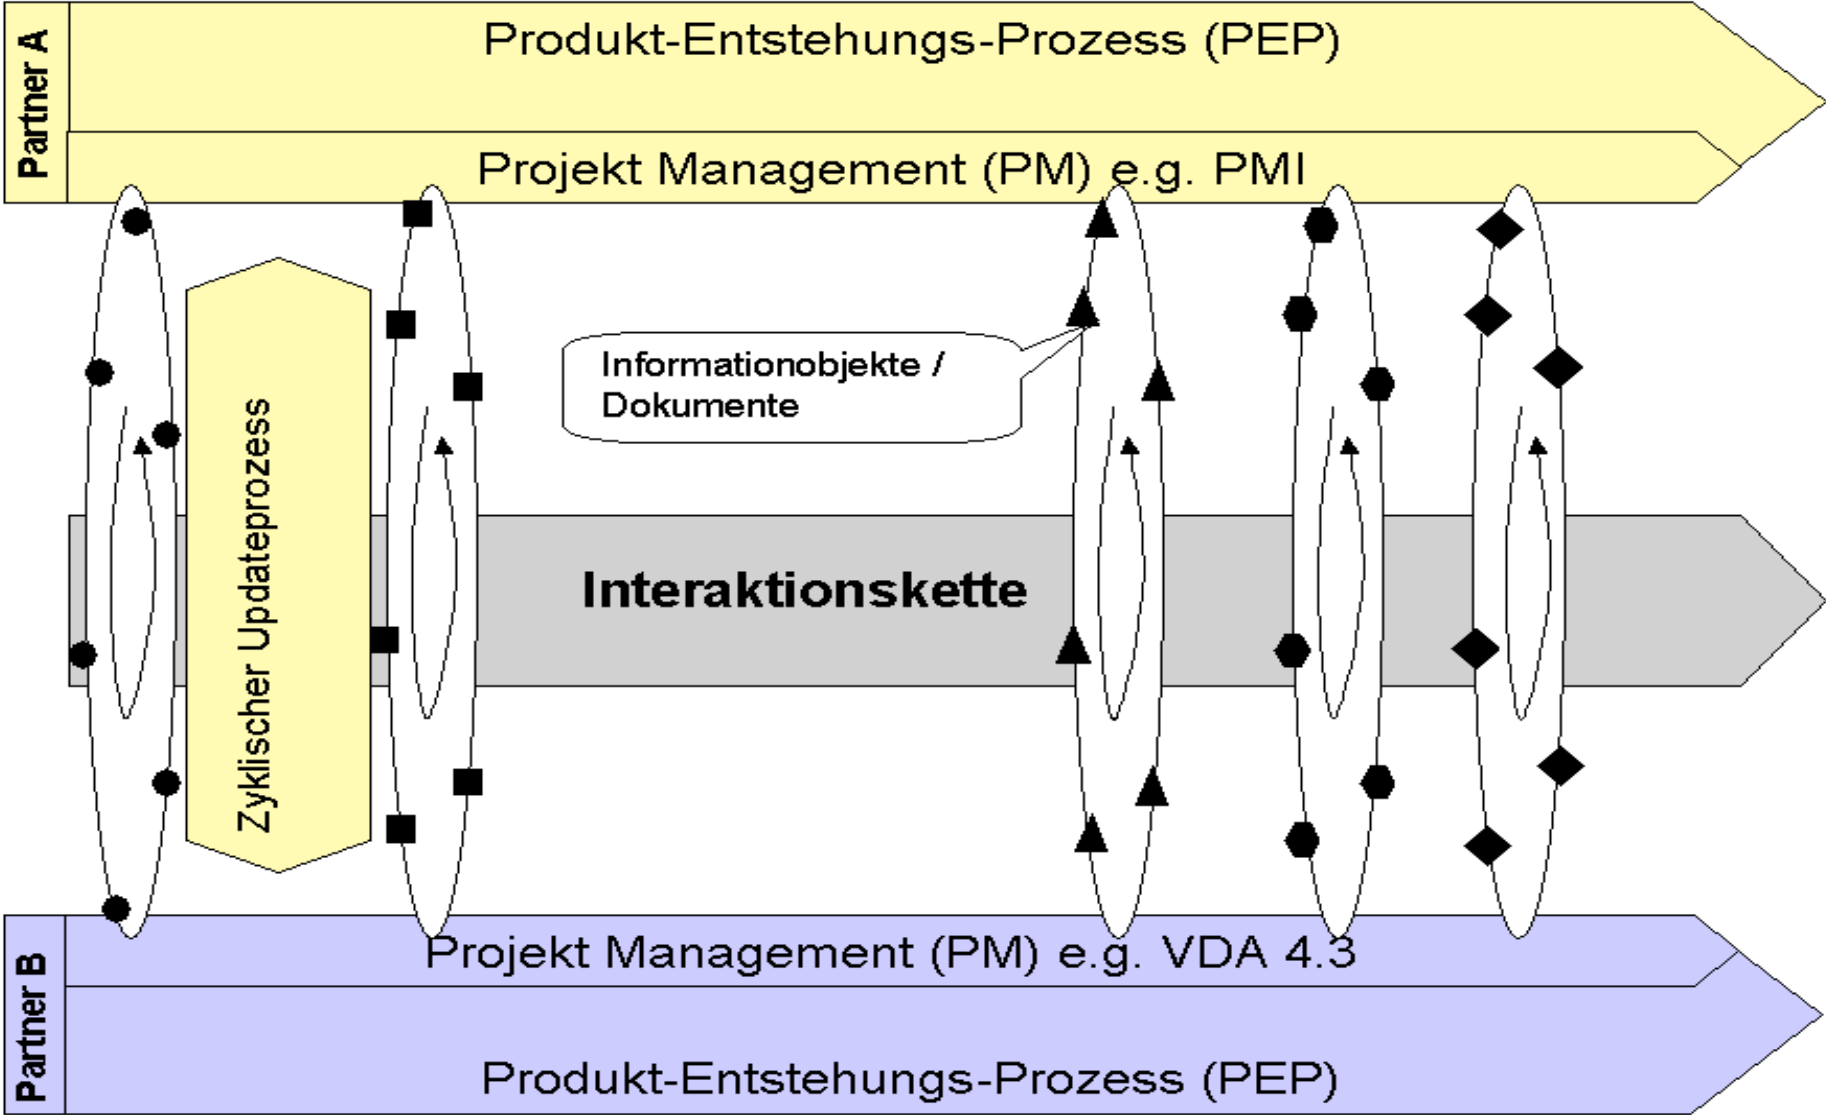 Partner A
Produkt-Entstehungs-Prozess (PEP)
Projekt Management (PM) e.g. PMI
Zyklischer Updateprozess
Informationobjekte /
Dokumente
Interaktionskette
Partner B
Projekt Management (PM) e.g. VDA 4.3
Produkt-Entstehungs-Prozess (PEP)